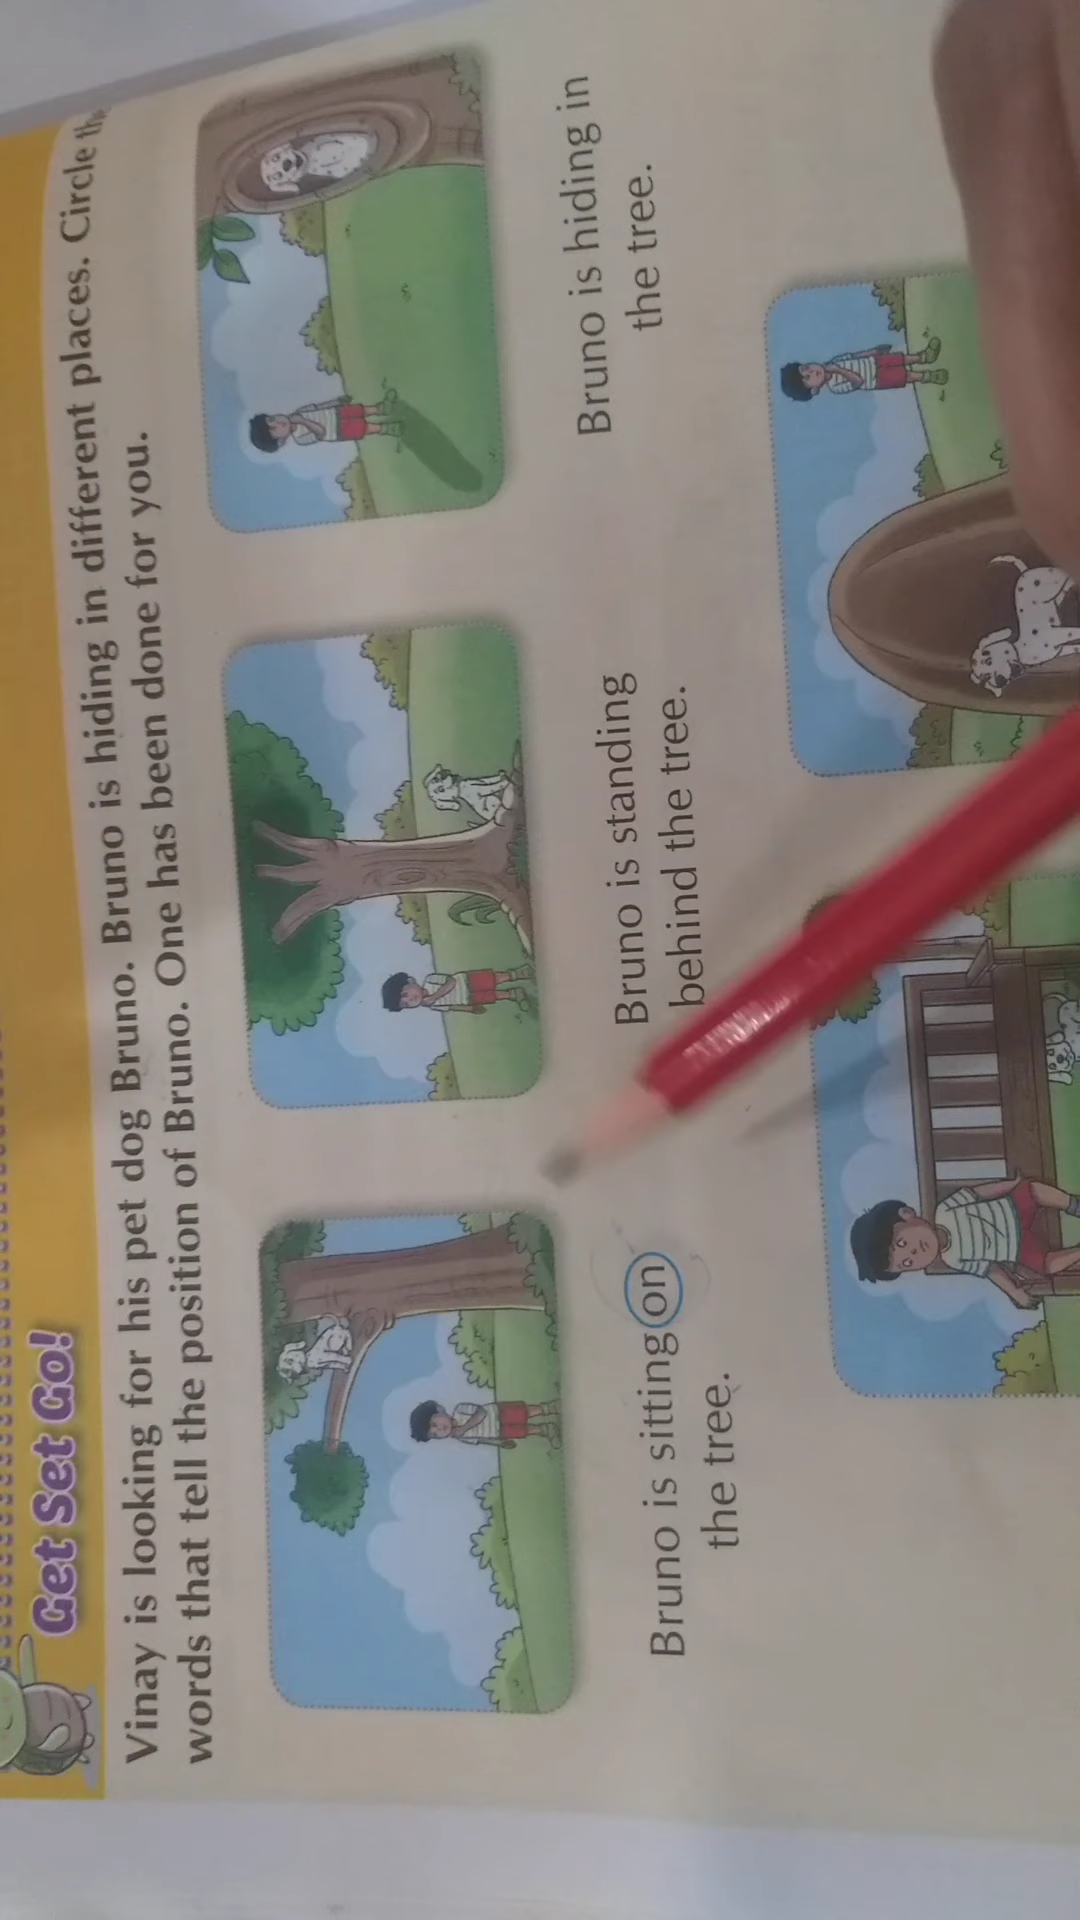 Get Set Go!
Vinay is looking for his pet dog Bruno. Bruno is hiding in different places. Circle
words that tell the position of Bruno. One has been done for you.
Bruno is sitting on
the tree.
Bruno is standing
behind the tree.
Bruno is hiding in
the tree.